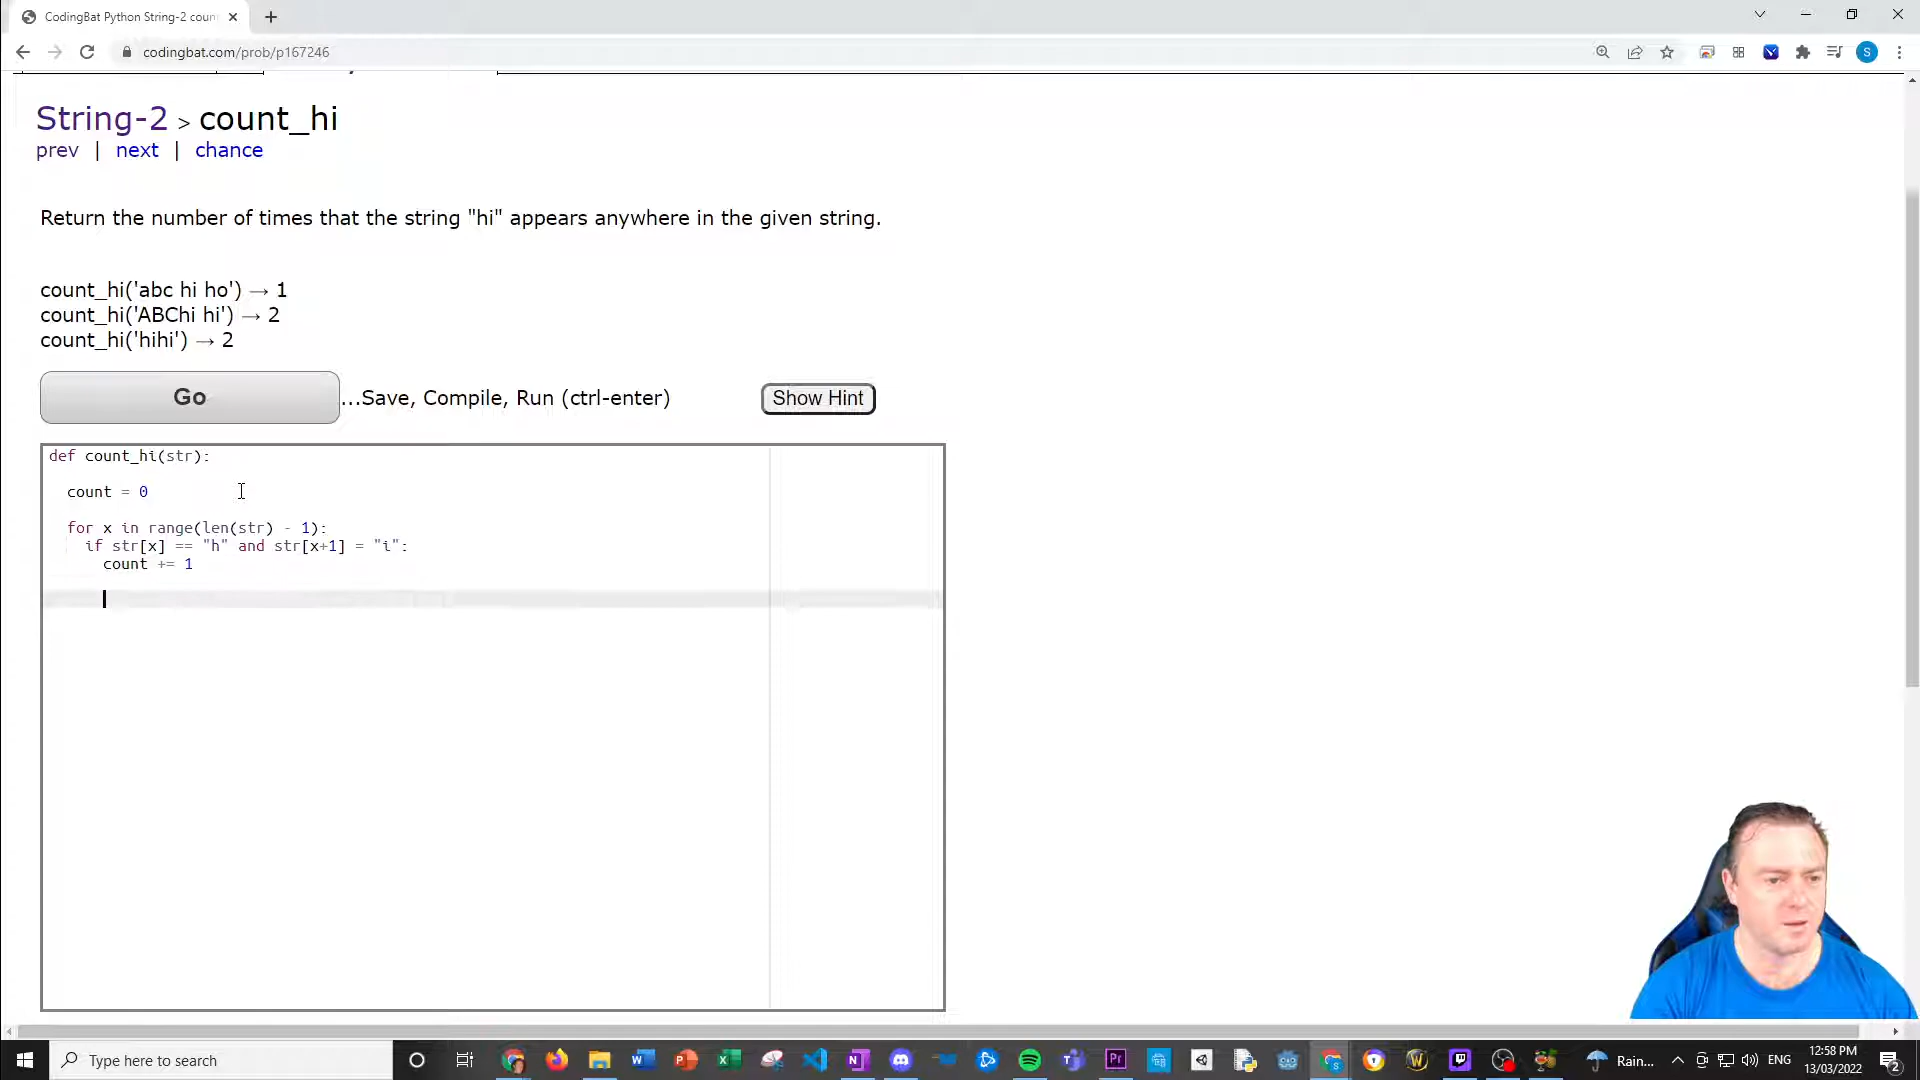 CodingBat Python String-2 coun
codingbat.com/prob/p167246
S
String-2 > count_hi
prev | next | chance
Return the number of times that the string "hi" appears anywhere in the given string.
count_hi('abc hi ho') → 1
count_hi('ABChi hi') → 2
count_hi('hihi') → 2
Go ...Save, Compile, Run (ctrl-enter) Show Hint
def count_hi(str):
count = 0
for x in range(len(str) - 1):
if str[x] == "h" and str[x+1] = "i":
count += 1
Type here to search
Rain...
ENG
12:58 PM
13/03/2022
2